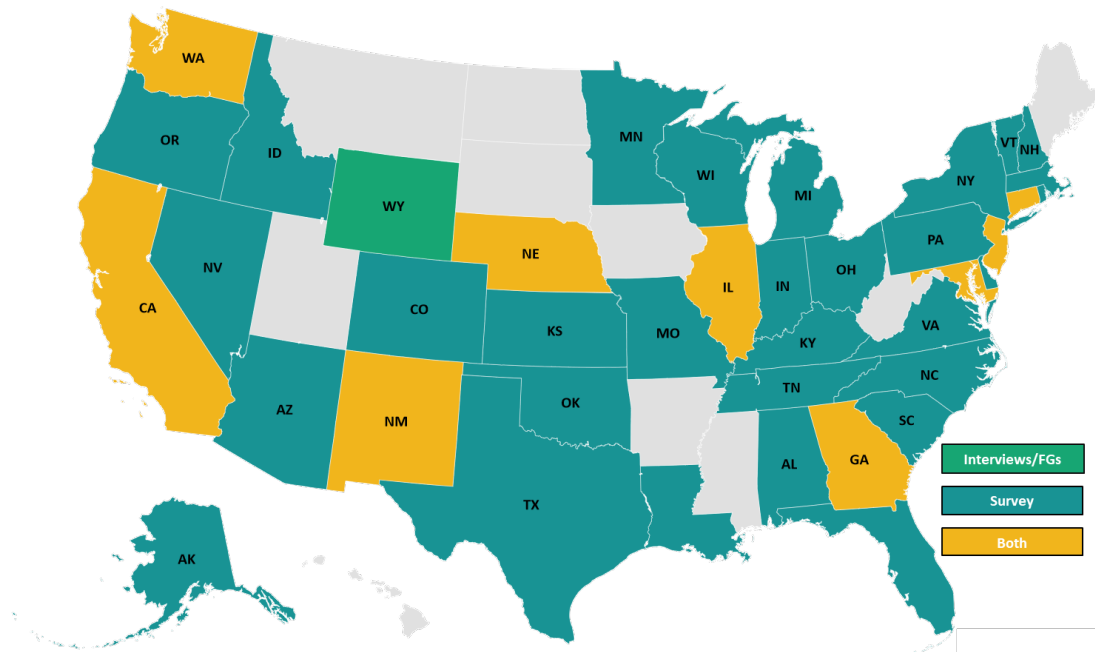 WA
OR
ID
WY
NV
CA
AZ
NM
CO
NE
KS
OK
TX
MN
WI
MI
IL
IN
OH
MO
KY
TN
AL
GA
SC
NC
VA
PA
NY
VT
NH
AK
Interviews/FGs
Survey
Both